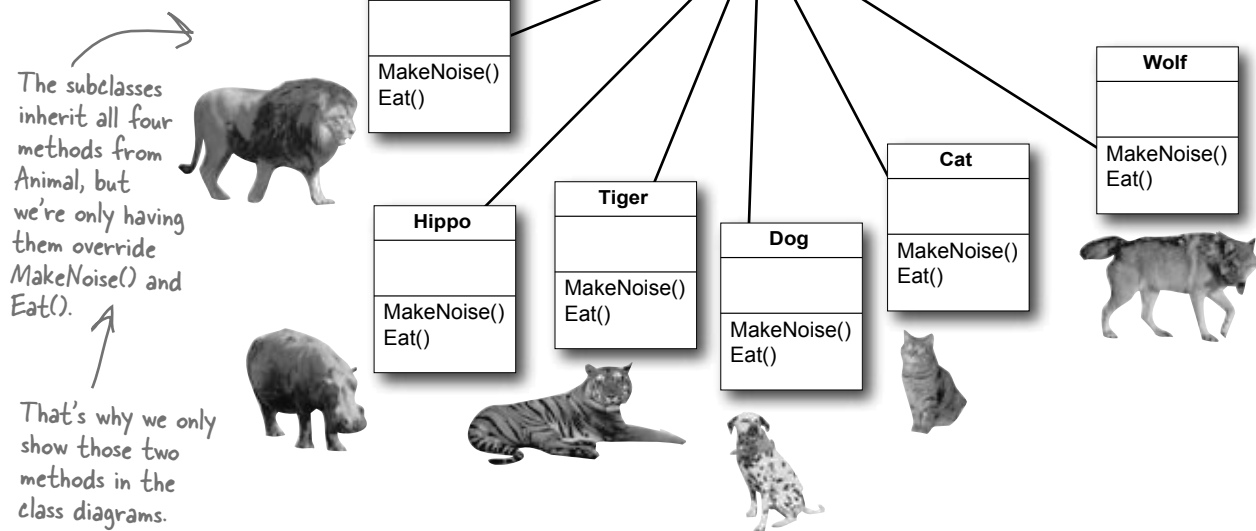 The subclasses
inherit all four
methods from
Animal, but
we're only having
them override
MakeNoise() and
Eat().
That's why we only
show those two
methods in the
class diagrams.
MakeNoise()
Eat()
Hippo
MakeNoise()
Eat()
Tiger
MakeNoise()
Eat()
Dog
MakeNoise()
Eat()
Cat
MakeNoise()
Eat()
Wolf
MakeNoise()
Eat()